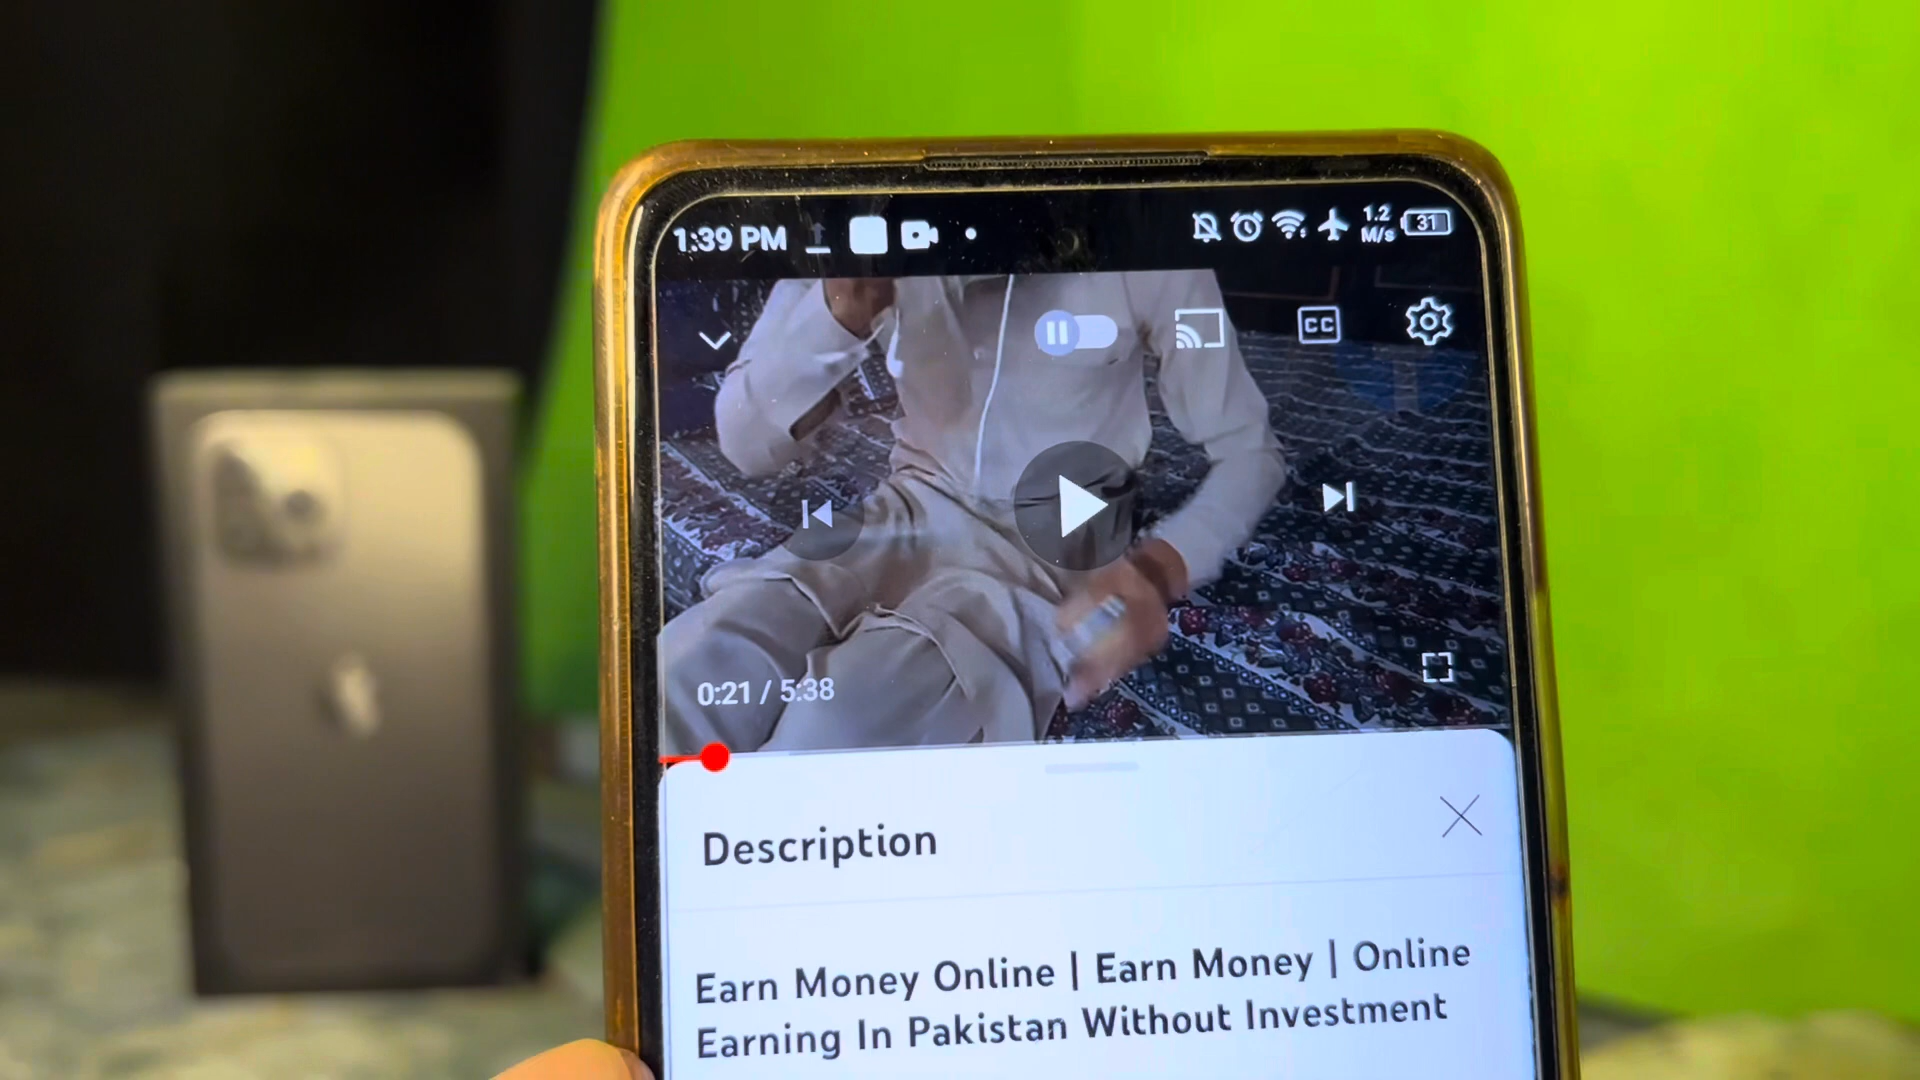 1:39 PM
1.2
M/s
31
CC
0:21 / 5:38
Description
Earn Money Online | Earn Money | Online
Earning In Pakistan Without Investment